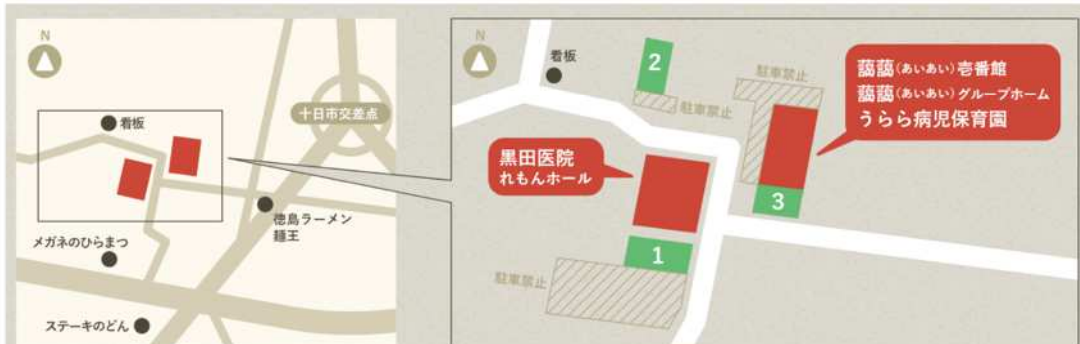 N
看板
十日市交差点
徳島ラーメン
麺王
メガネのひらまつ
ステーキのどん
N
看板
2
駐車禁止
駐車禁止
藹藹(あいあい)壱番館
藹藹(あいあい)グループホーム
うらら病児保育園
黒田医院
れもんホール
3
1
駐車禁止